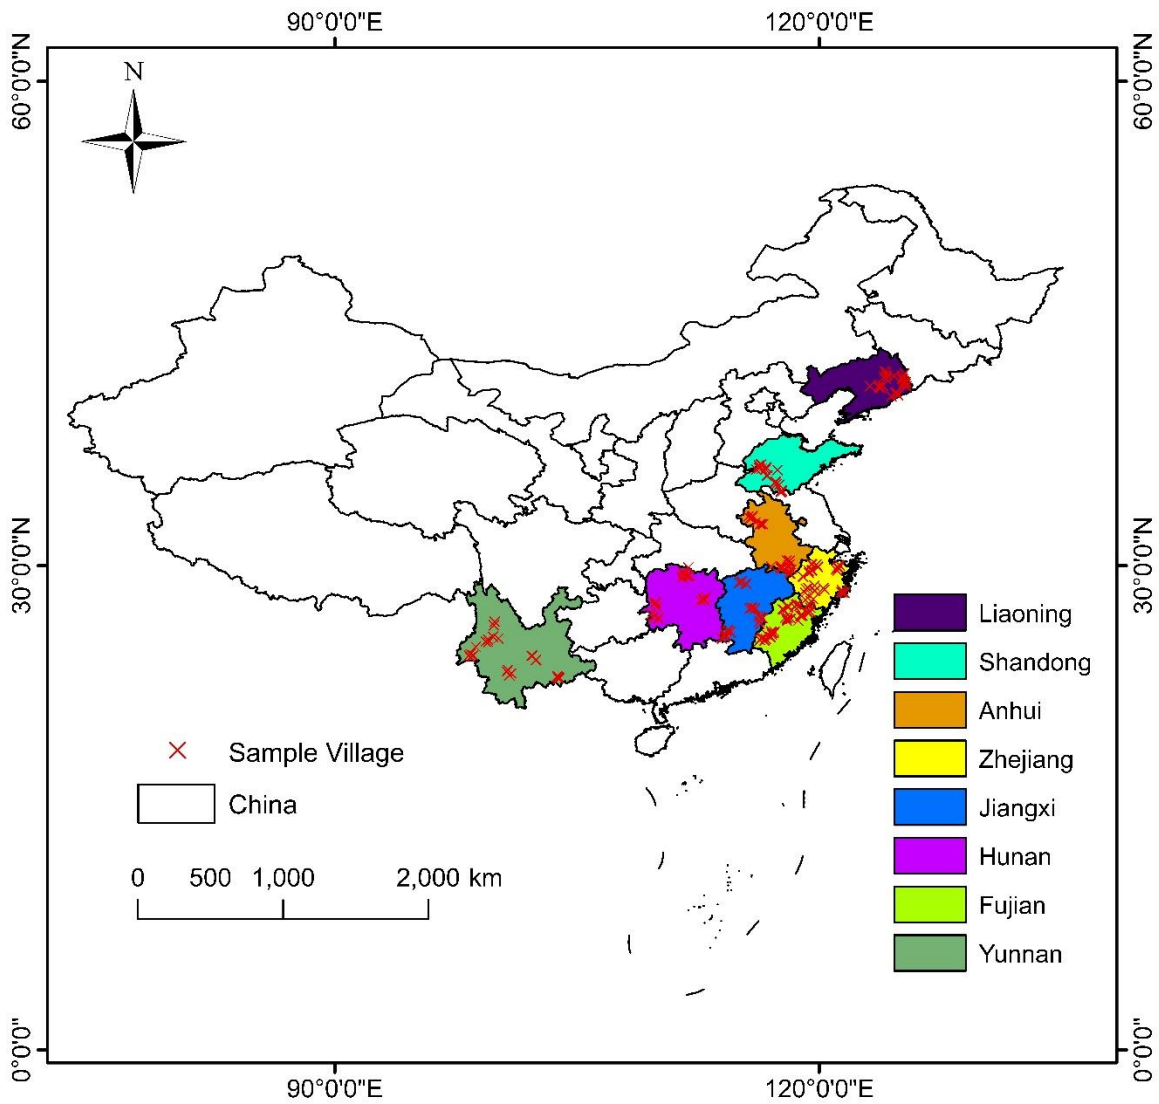 90°0'0"E
120°0'0"E
60°0'0"N
60°0'0"N
N
30°0'0"N
30°0'0"N
Liaoning
Shandong
Anhui
Zhejiang
Jiangxi
Hunan
Fujian
Yunnan
Sample Village
China
0 500 1,000 2,000 km
0°0'0"
0°0'0"
90°0'0"E
120°0'0"E